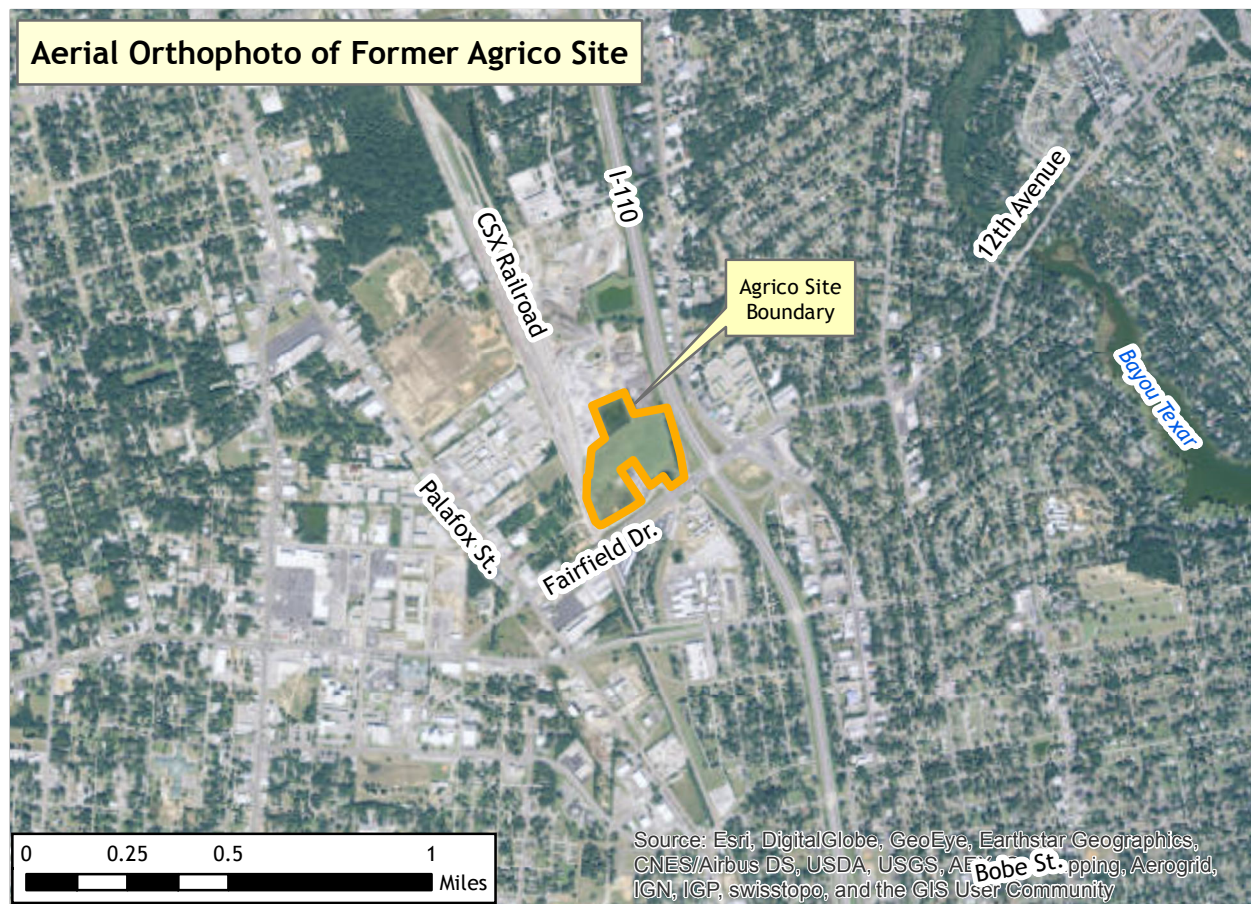 Aerial Orthophoto of Former Agrico Site
I-110
12th Avenue
CSX Railroad
Agrico Site
Boundary
Bayou Texar
Palafox St.
Fairfield Dr.
0 0.25 0.5 1
Miles
Source: Esri, DigitalGlobe, GeoEye, Earthstar Geographics,
CNES/Airbus DS, USDA, USGS, pping, Aerogrid,
IGN, IGP, swisstopo, and the GIS User Community
Bobe St.